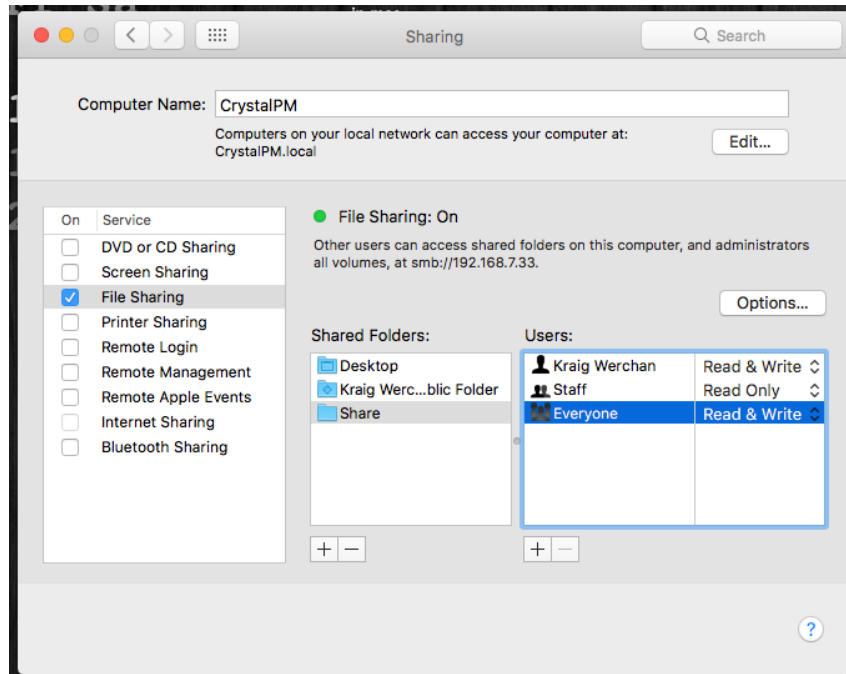 Sharing
Search
Computer Name: CrystalPM
Computers on your local network can access your computer at:
CrystalPM.local
Edit...
On Service
DVD or CD Sharing
Screen Sharing
File Sharing
Printer Sharing
Remote Login
Remote Management
Remote Apple Events
Internet Sharing
Bluetooth Sharing
File Sharing: On
Other users can access shared folders on this computer, and administrators
all volumes, at smb://192.168.7.33.
Options...
Shared Folders:
Desktop
Kraig Werc...blic Folder
Share
Users:
Kraig Werchan Read & Write
Staff Read Only
Everyone Read & Write